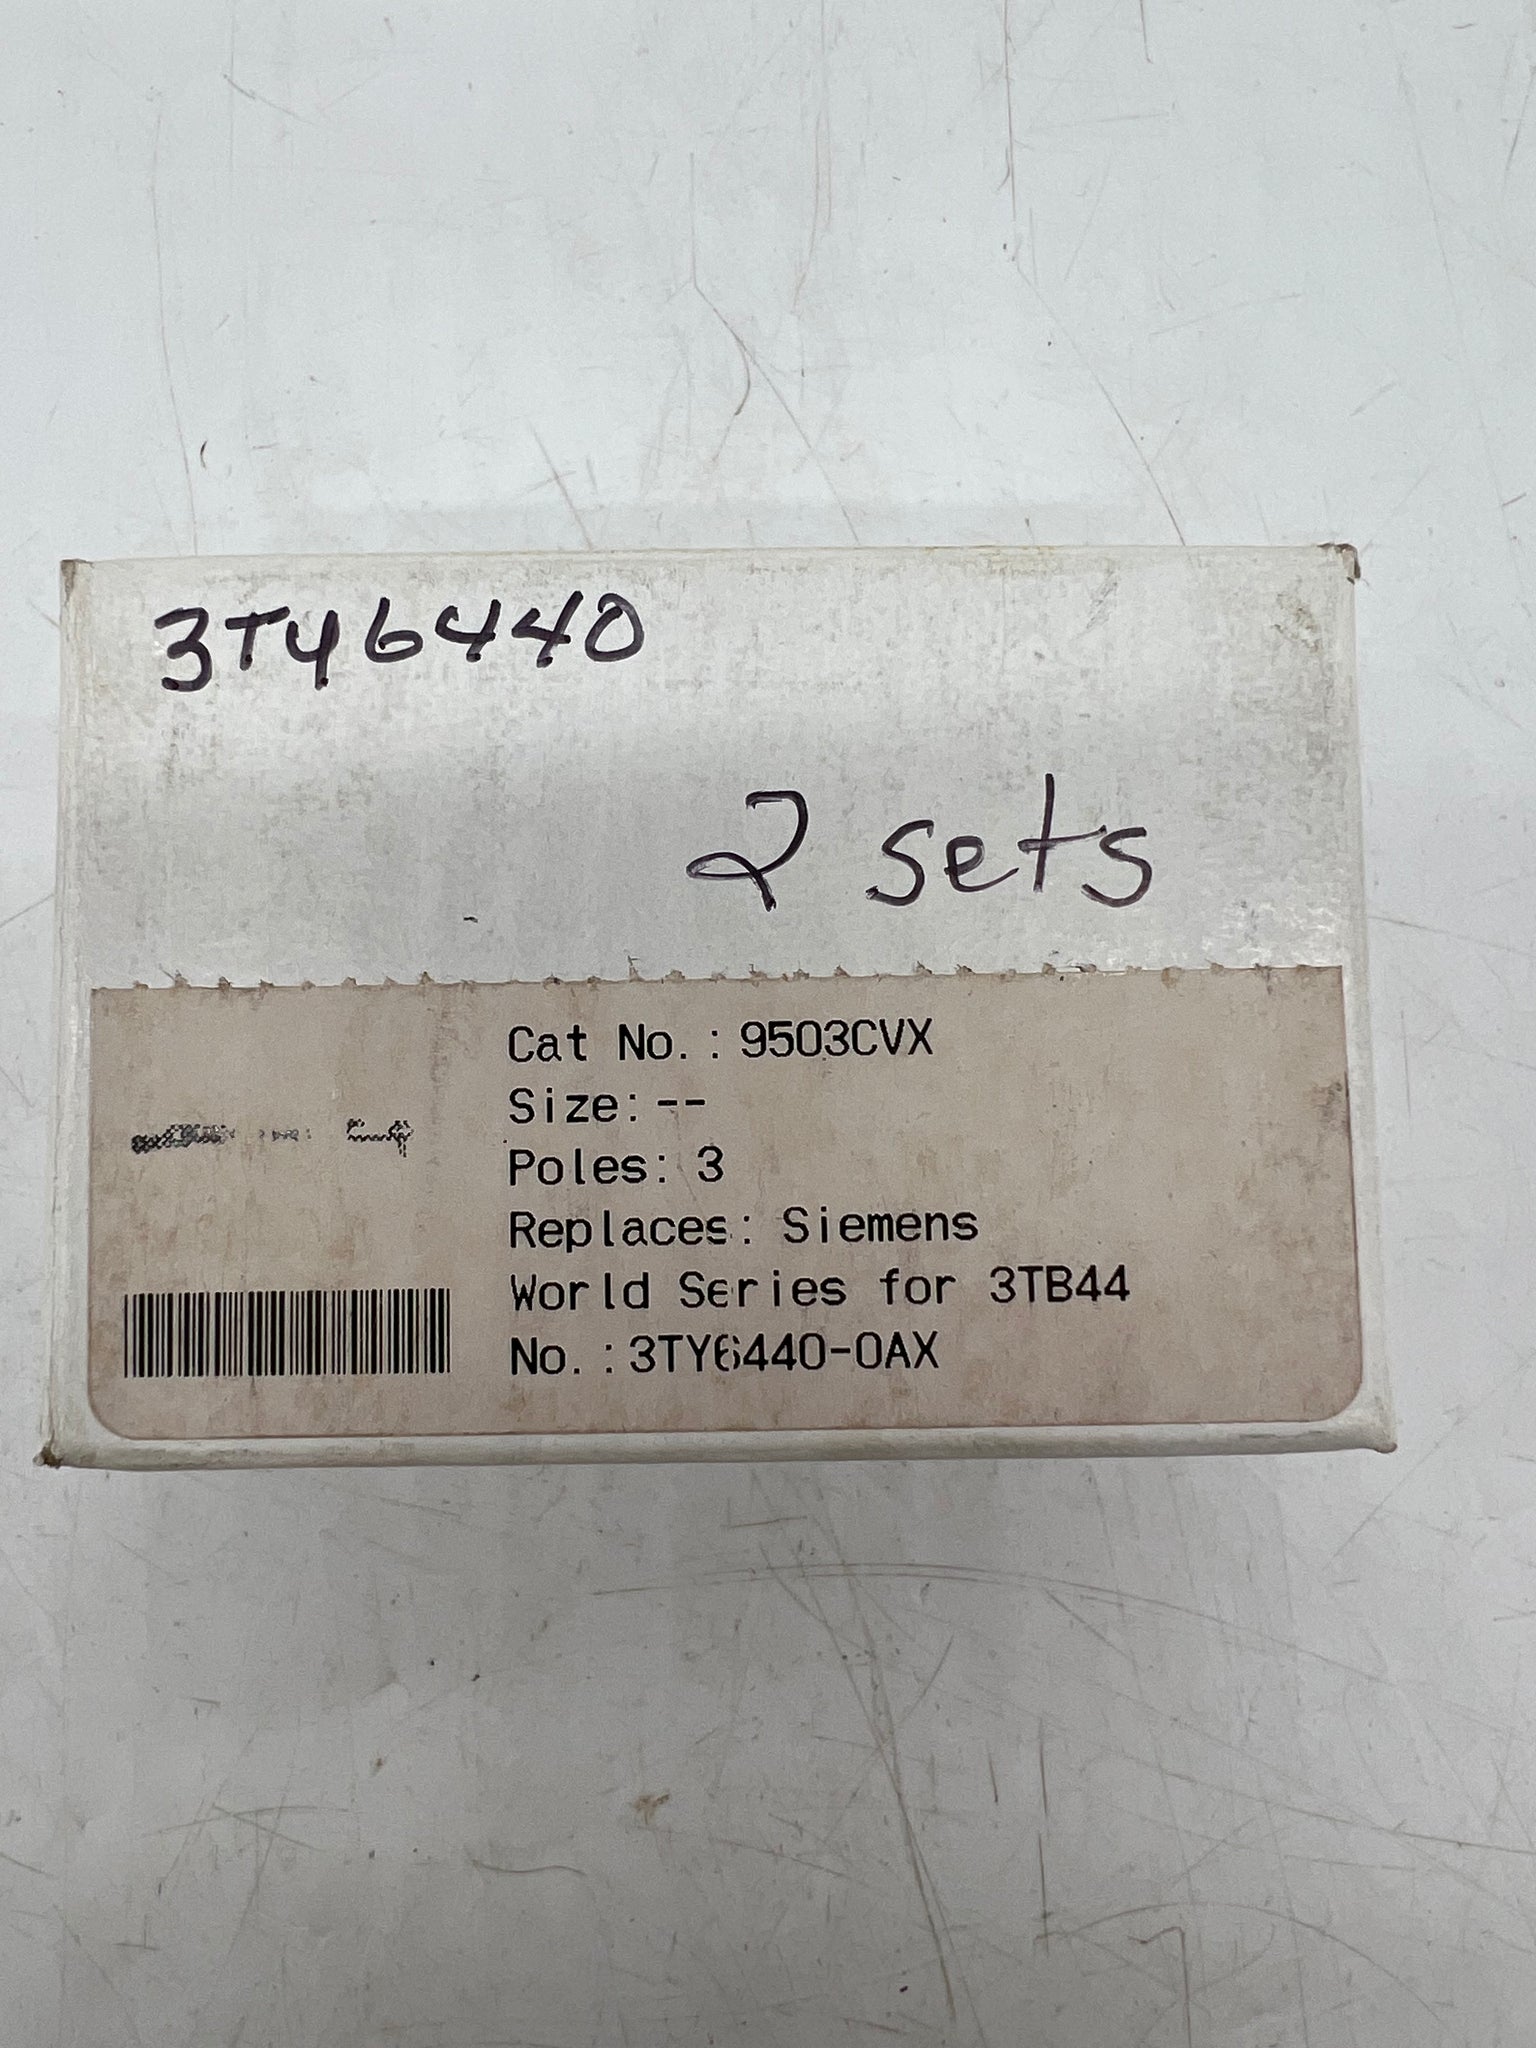 3TY6440
2 sets
Cat No.: 9503CVX
Size: --
Poles: 3
Replaces: Siemens
World Series for 3TB44
No.: 3TY6440-0AX